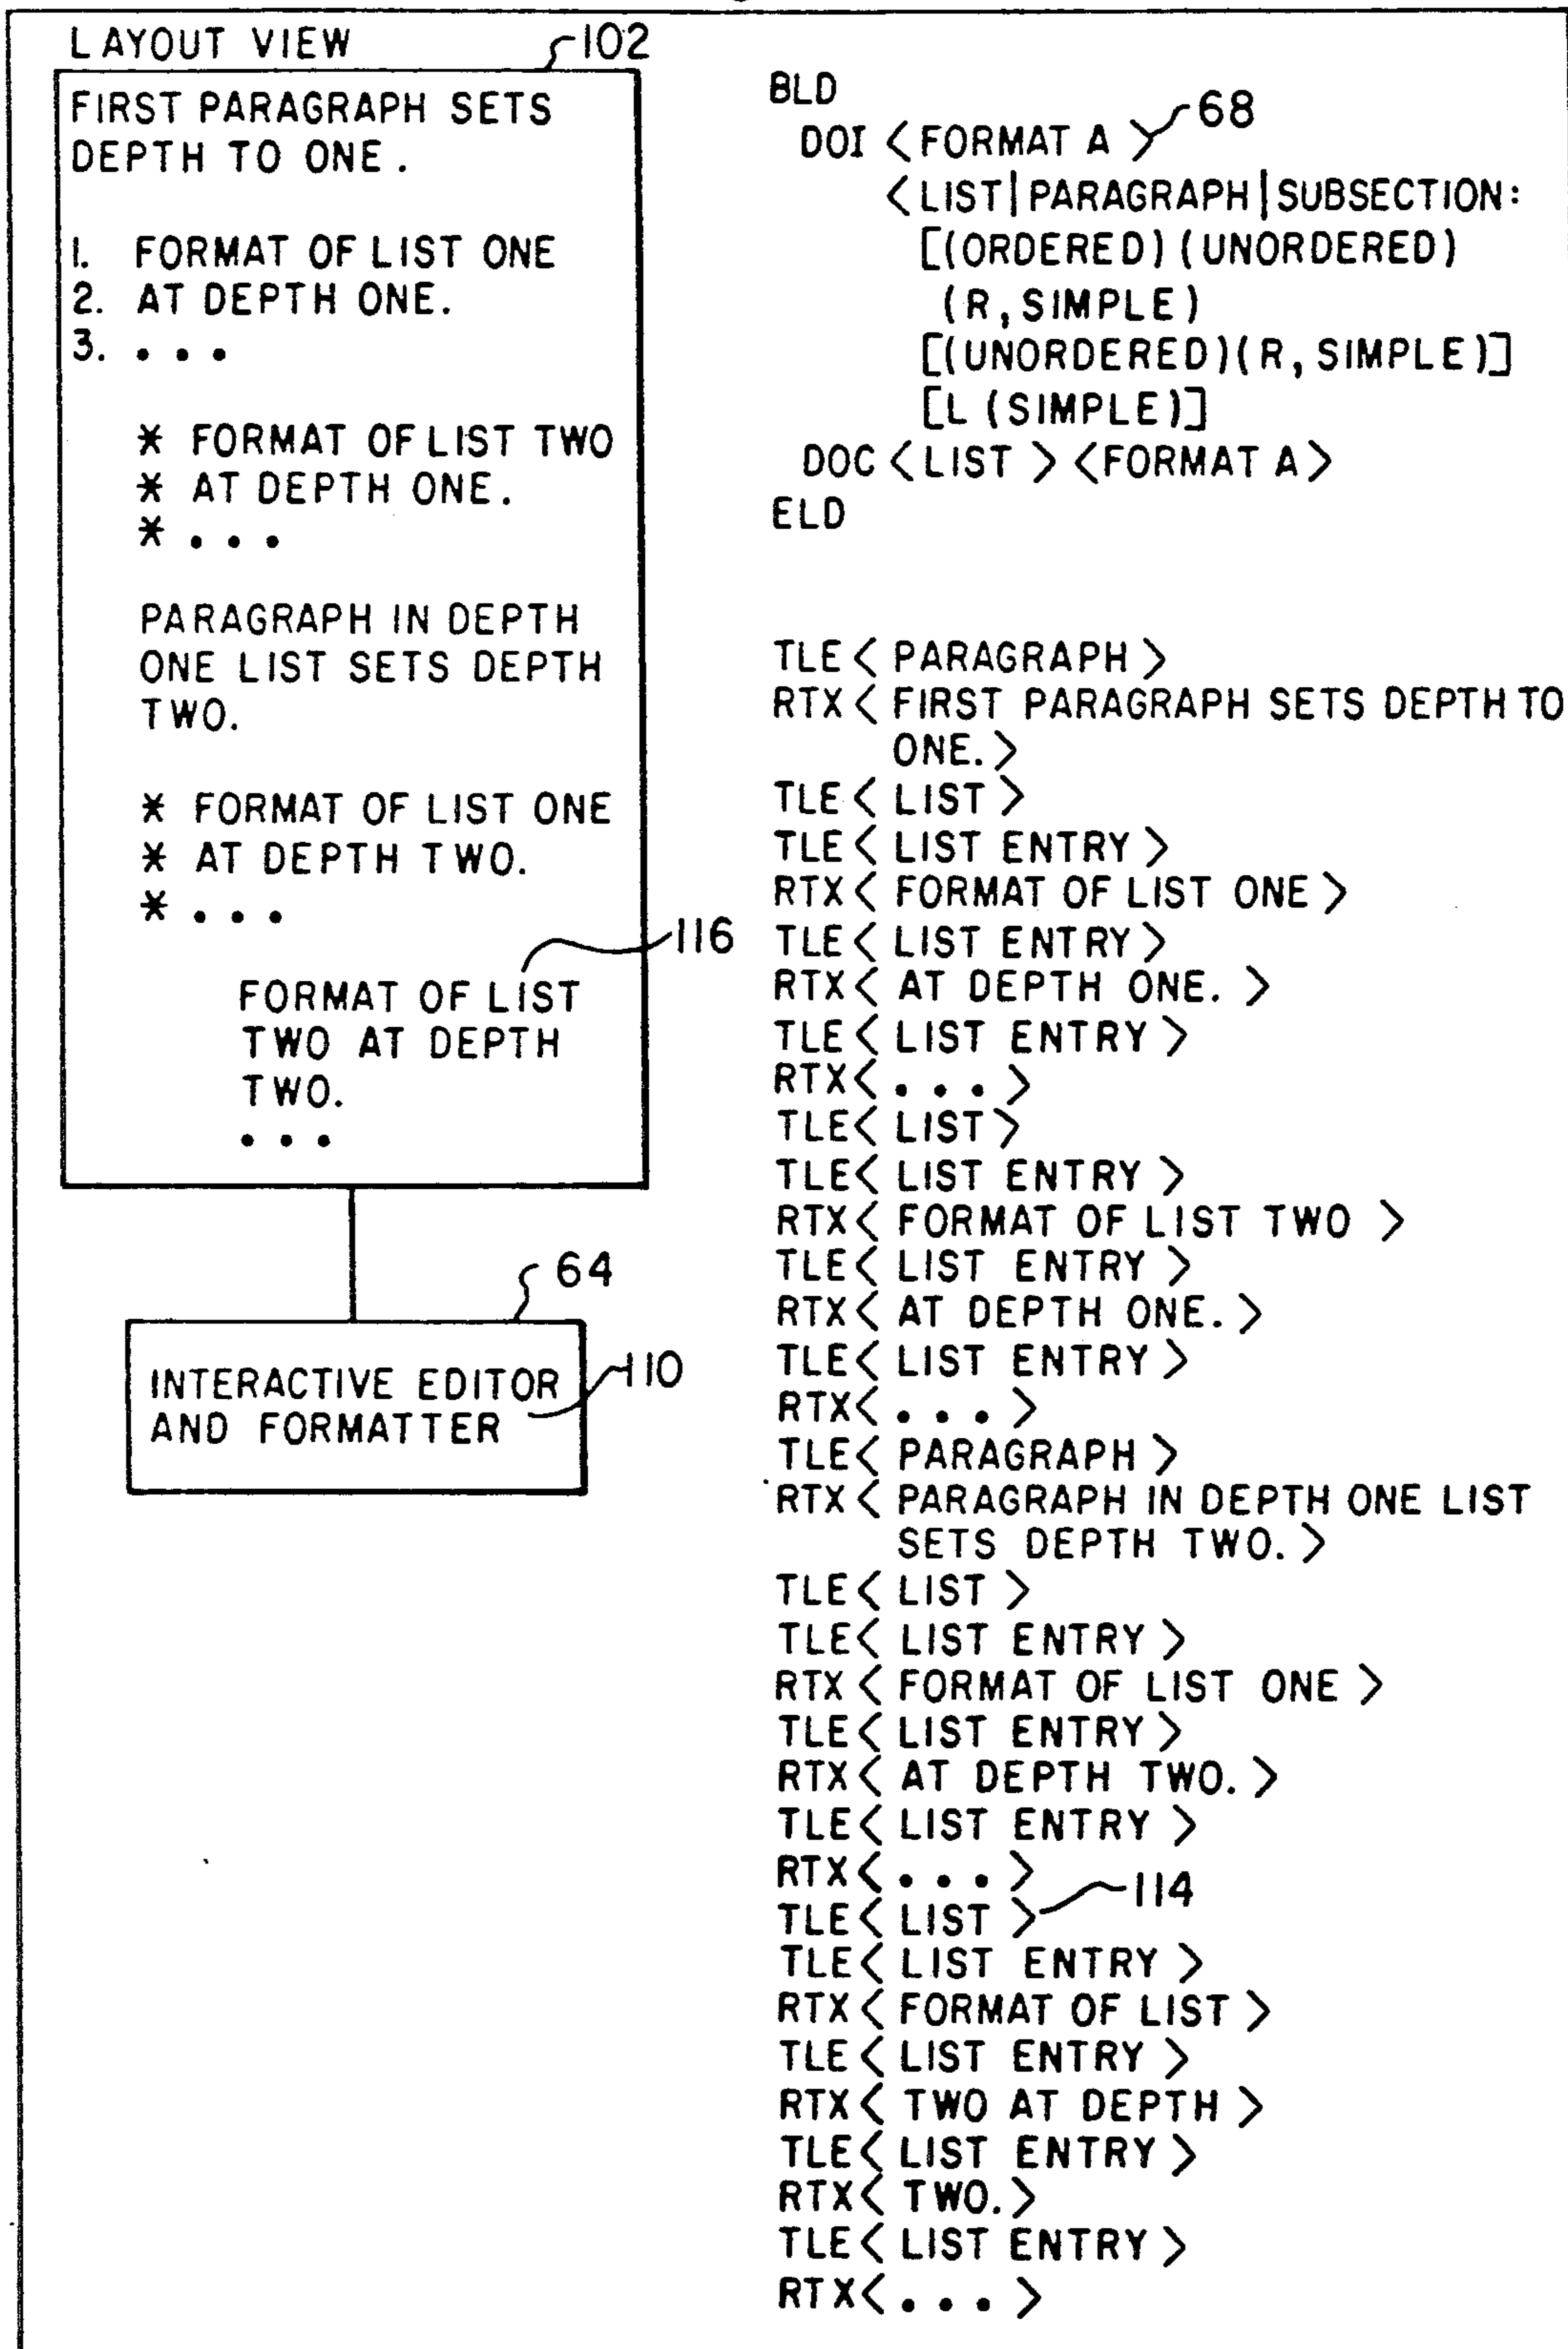 LAYOUT VIEW
102
FIRST PARAGRAPH SETS
DEPTH TO ONE.
1. FORMAT OF LIST ONE
2. AT DEPTH ONE.
3. • • •
* FORMAT OF LIST TWO
* AT DEPTH ONE.
* • • •
PARAGRAPH IN DEPTH
ONE LIST SETS DEPTH
TWO.
* FORMAT OF LIST ONE
* AT DEPTH TWO.
* • • •
116
FORMAT OF LIST
TWO AT DEPTH
TWO.
• • •
64
INTERACTIVE EDITOR
AND FORMATTER
110
BLD
DOI <FORMAT A>
68
<LIST|PARAGRAPH|SUBSECTION:
[(ORDERED)(UNORDERED)
(R,SIMPLE)
[(UNORDERED)(R,SIMPLE)]
[L (SIMPLE)]
DOC <LIST> <FORMAT A>
ELD
TLE < PARAGRAPH >
RTX < FIRST PARAGRAPH SETS DEPTH TO
ONE. >
TLE < LIST >
TLE < LIST ENTRY >
RTX < FORMAT OF LIST ONE >
TLE < LIST ENTRY >
RTX < AT DEPTH ONE. >
TLE < LIST ENTRY >
RTX < • • • >
TLE < LIST >
TLE < LIST ENTRY >
RTX < FORMAT OF LIST TWO >
TLE < LIST ENTRY >
RTX < AT DEPTH ONE. >
TLE < LIST ENTRY >
RTX < • • • >
TLE < PARAGRAPH >
RTX < PARAGRAPH IN DEPTH ONE LIST
SETS DEPTH TWO. >
TLE < LIST >
TLE < LIST ENTRY >
RTX < FORMAT OF LIST ONE >
TLE < LIST ENTRY >
RTX < AT DEPTH TWO. >
TLE < LIST ENTRY >
RTX < • • • >
TLE < LIST >
114
TLE < LIST ENTRY >
RTX < FORMAT OF LIST >
TLE < LIST ENTRY >
RTX < TWO AT DEPTH >
TLE < LIST ENTRY >
RTX < TWO. >
TLE < LIST ENTRY >
RTX < • • • >